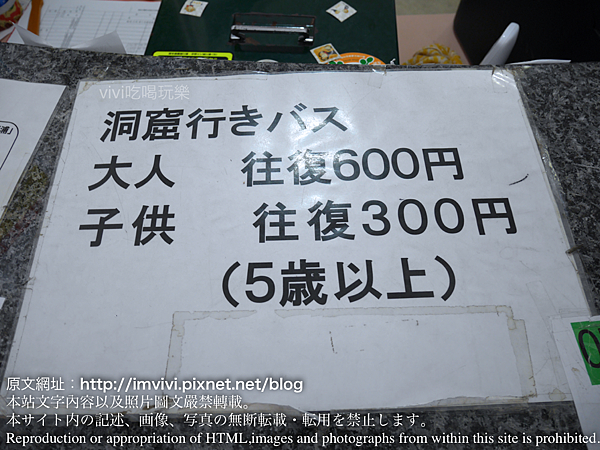 vivi吃喝玩樂
洞窟行きバス
大人 往復600円
子供 往復300円
(5歳以上)
原文網址：http://imvivi.pixnet.net/blog
本站文字內容以及照片圖文嚴禁轉載。
本サイト内の記述、画像、写真の無断転載・転用を禁止します。
Reproduction or appropriation of HTML,images and photographs from within this site is prohibited.